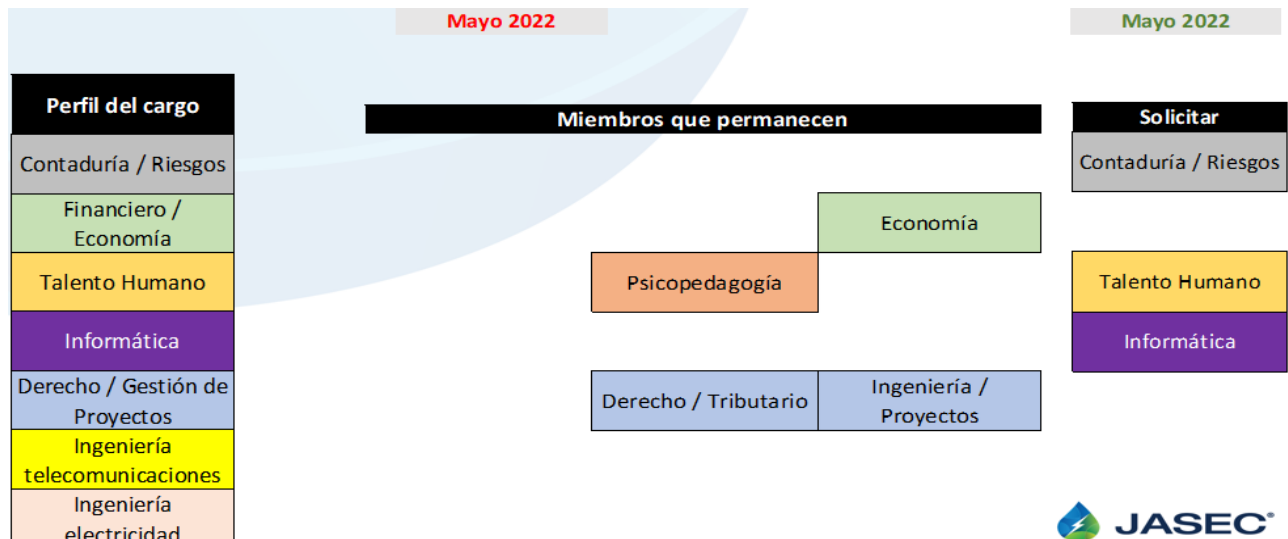 Mayo 2022
Mayo 2022
Perfil del cargo
Miembros que permanecen
Solicitar
Contaduría / Riesgos
Contaduría / Riesgos
Financiero /
Economía
Economía
Talento Humano
Psicopedagogía
Talento Humano
Informática
Informática
Derecho / Gestión de
Proyectos
Derecho / Tributario
Ingeniería /
Proyectos
Ingeniería
telecomunicaciones
Ingeniería
electricidad
JASEC